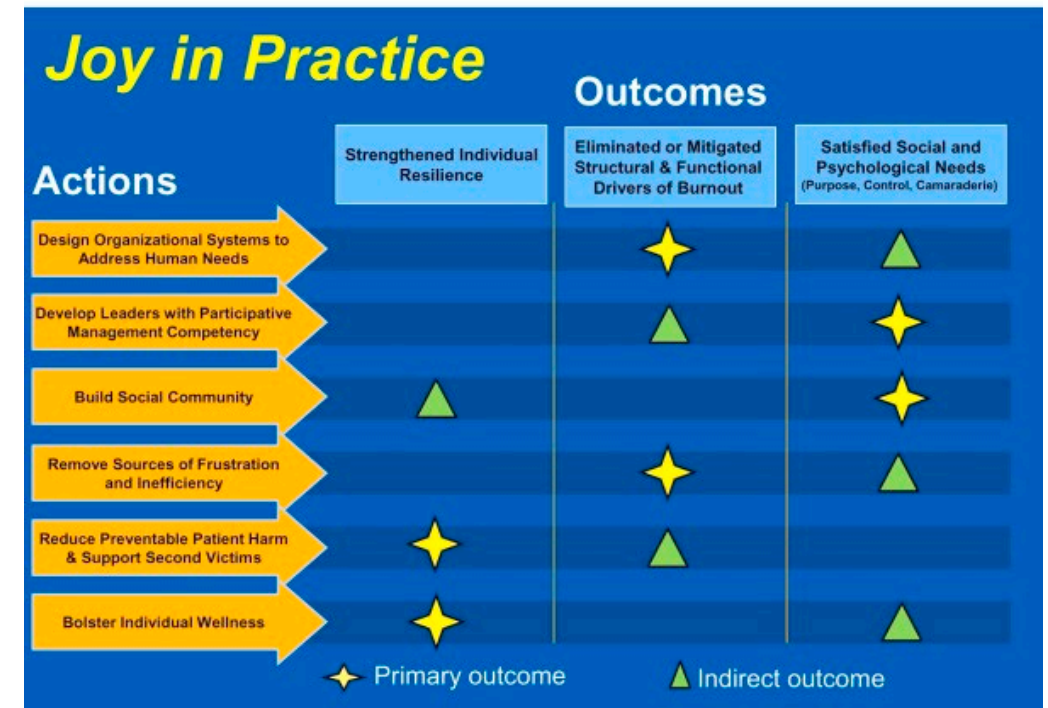 Joy in Practice
Outcomes
Actions
Strengthened Individual
Resilience
Eliminated or Mitigated
Structural & Functional
Drivers of Burnout
Satisfied Social and
Psychological Needs
(Purpose, Control, Camaraderie)
Design Organizational Systems to
Address Human Needs
Develop Leaders with Participative
Management Competency
Build Social Community
Remove Sources of Frustration
and Inefficiency
Reduce Preventable Patient Harm
& Support Second Victims
Bolster Individual Wellness
Primary outcome
Indirect outcome